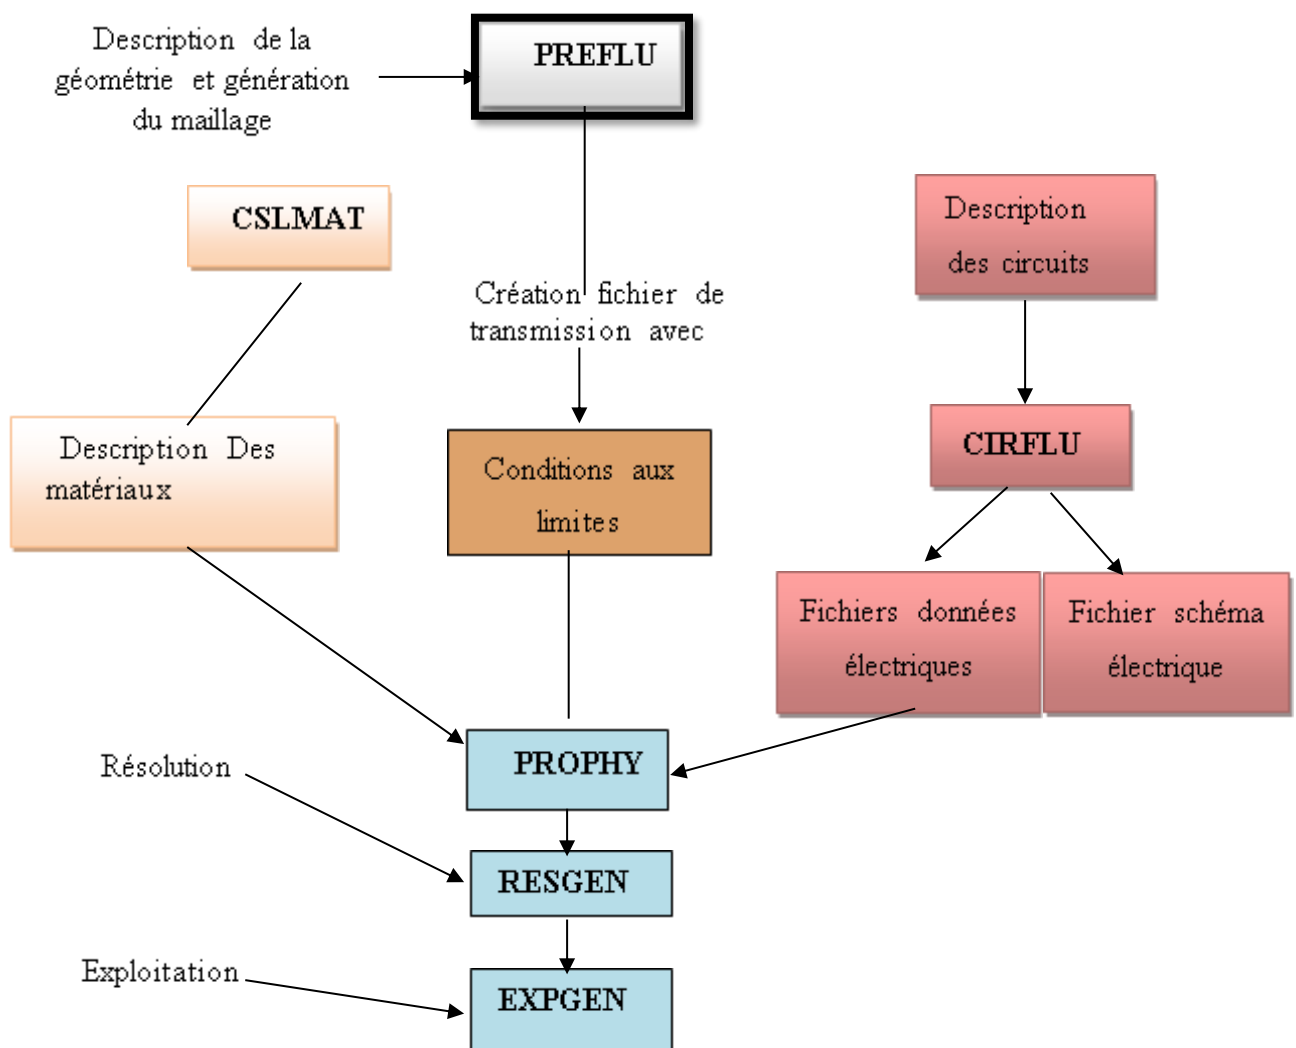 Description de la
géométrie et génération
du maillage
PREFLU
CSLMAT
Description
des circuits
Création fichier de
transmission avec
Description Des
matériaux
Conditions aux
limites
CIRFLU
Fichiers données
électriques
Fichier schéma
électrique
Résolution
PROPHY
RESGEN
Exploitation
EXPGEN